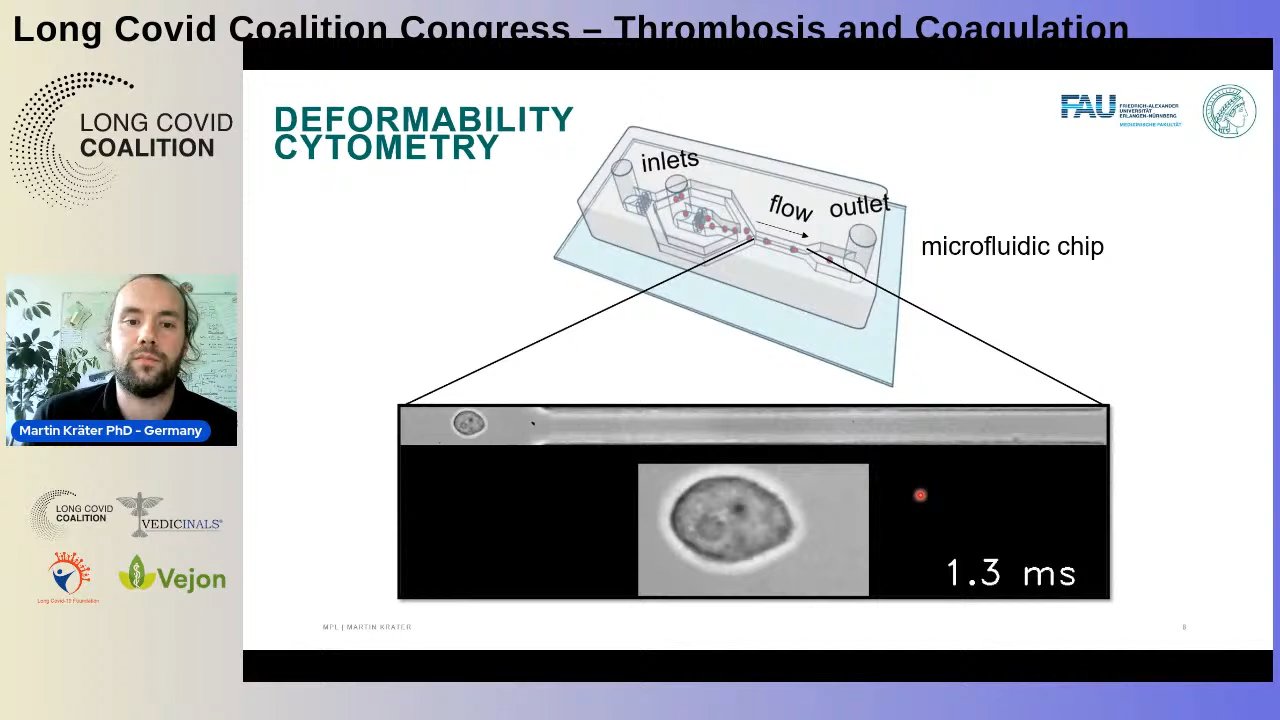 Long Covid Coalition Congress – Thrombosis and Coagulation
LONG COVID
COALITION
DEFORMABILITY
CYTOMETRY
FAU
FRIEDRICH-ALEXANDER
UNIVERSITÄT
ERLANGEN-NÜRNBERG
MEDIZINISCHE FAKULTÄT
inlets
flow
outlet
microfluidic chip
Martin Kräter PhD - Germany
1.3 ms
LONG COVID
COALITION
VEDICINALS®
Long Covid-19 Foundation
Vejon
MPL | MARTIN KRÄTER